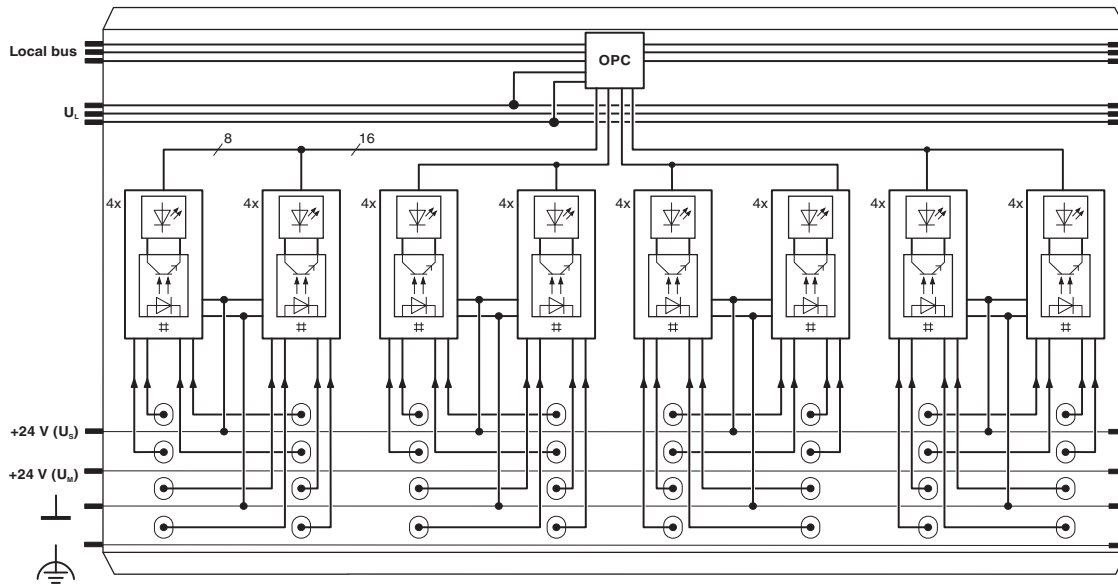 Local bus
OPC
U_L
8
16
4x 4x 4x 4x 4x 4x 4x 4x
# # # # # # # #
+24 V (U_S)
+24 V (U_M)